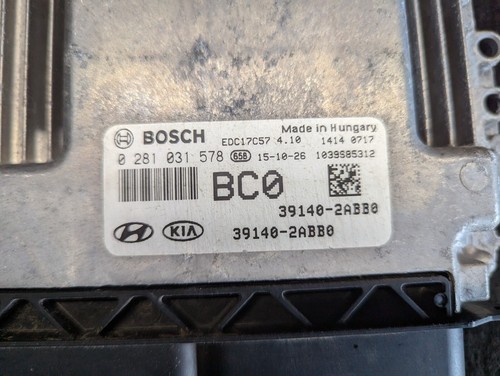 BOSCH EDC17C57 4.10 Made in Hungary 1414 0717
0 281 031 578 656 15-10-26 1039S85312
BC0
39140-2ABB0
HYUNDAI KIA 39140-2ABB0